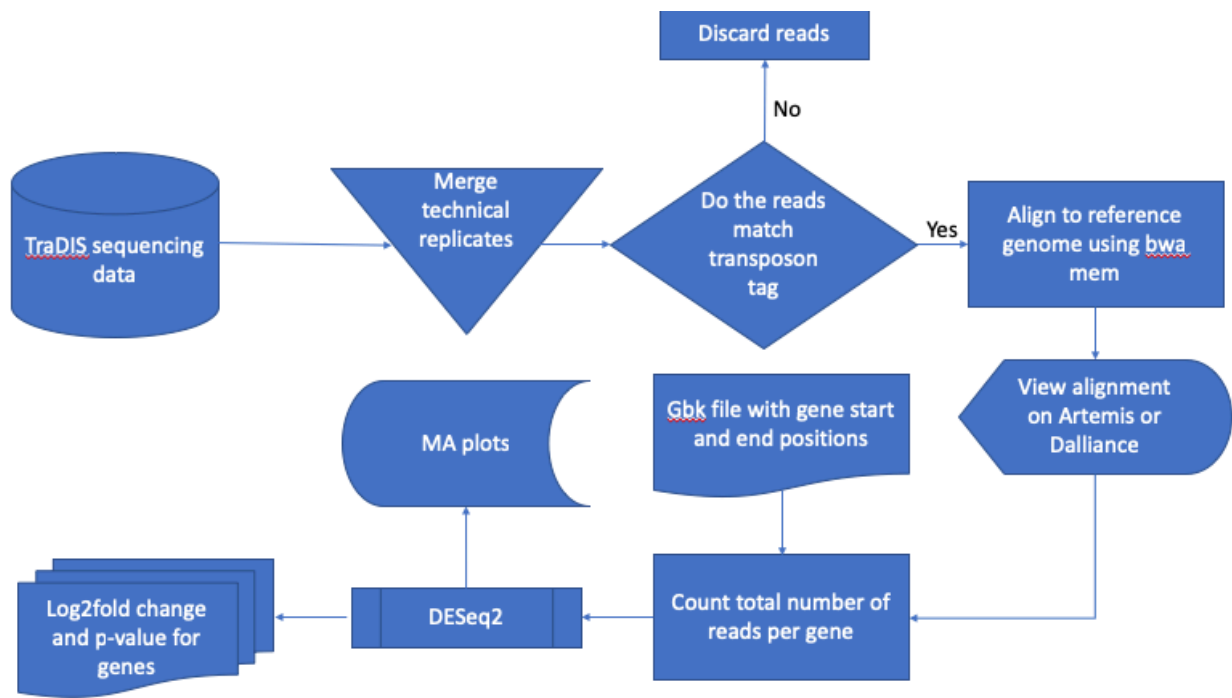 Discard reads
No
TraDIS sequencing
data
Merge
technical
replicates
Do the reads
match
transposon
tag
Yes
Align to reference
genome using bwa
mem
View alignment
on Artemis or
Dalliance
Gbk file with gene start
and end positions
MA plots
Count total number of
reads per gene
DESeq2
Log2fold change
and p-value for
genes